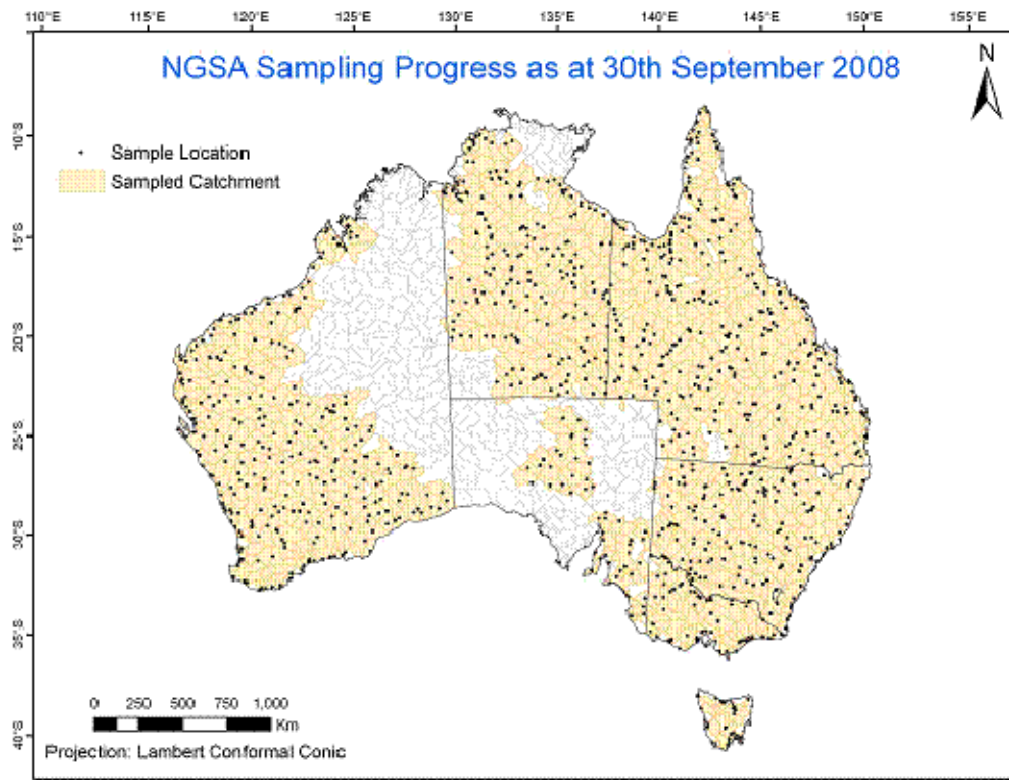 110°E 115°E 120°E 125°E 130°E 135°E 140°E 145°E 150°E 155°E
NGSA Sampling Progress as at 30th September 2008
N
Sample Location
Sampled Catchment
10°S
15°S
20°S
25°S
30°S
35°S
40°S
0 250 500 750 1,000
Km
Projection: Lambert Conformal Conic